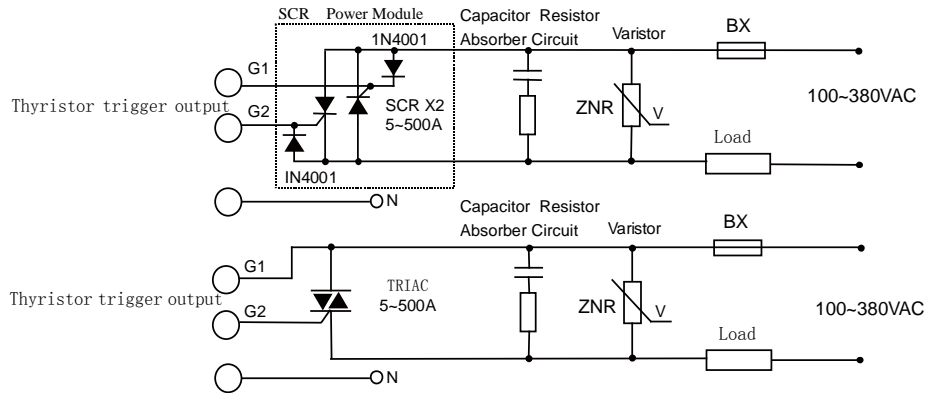 SCR Power Module
Capacitor Resistor
Absorber Circuit
Varistor
BX
1N4001
G1
Thyristor trigger output
G2
SCR X2
5~500A
ZNR
V
100~380VAC
Load
IN4001
N
Capacitor Resistor
Absorber Circuit
Varistor
BX
G1
Thyristor trigger output
G2
TRIAC
5~500A
ZNR
V
100~380VAC
Load
N